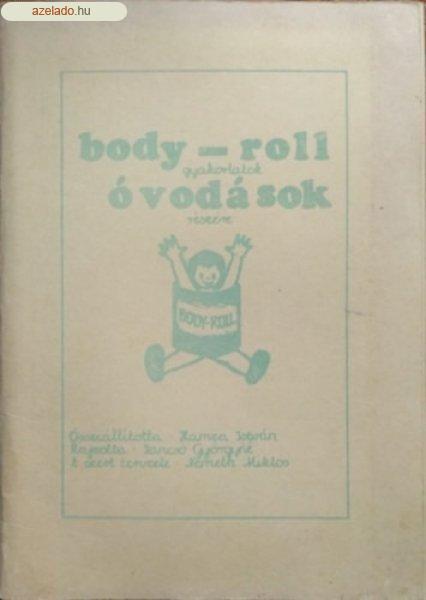 azelado.hu
body - roll
gyakorlatok
óvodások
részére
BODY-ROLL
Összeállította · Hamza István
Rajzolta · Jancsó Györgyné
A szert tervezte · Németh Miklós